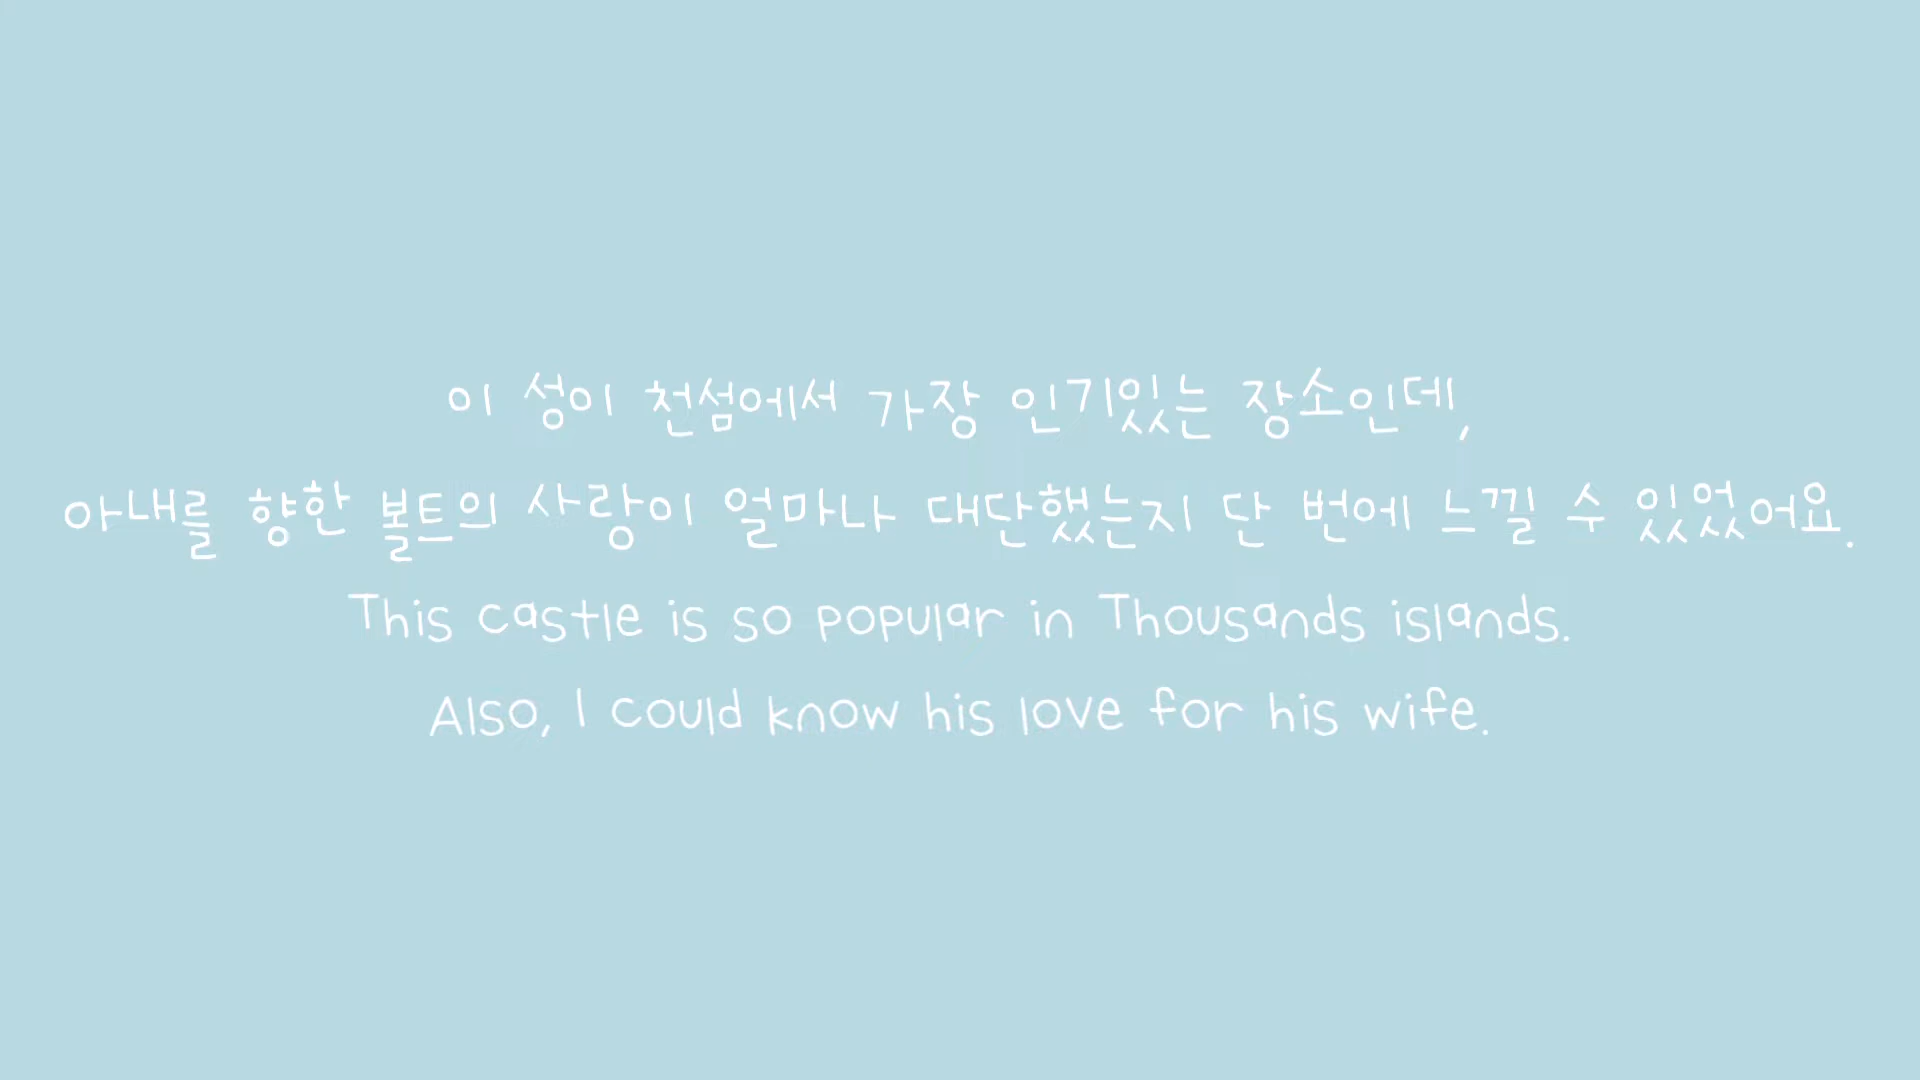 이 성이 천섬에서 가장 인기있는 장소인데,
아내를 향한 볼트의 사랑이 얼마나 대단했는지 단 번에 느낄 수 있었어요.
This castle is so popular in Thousands islands.
Also, I could know his love for his wife.